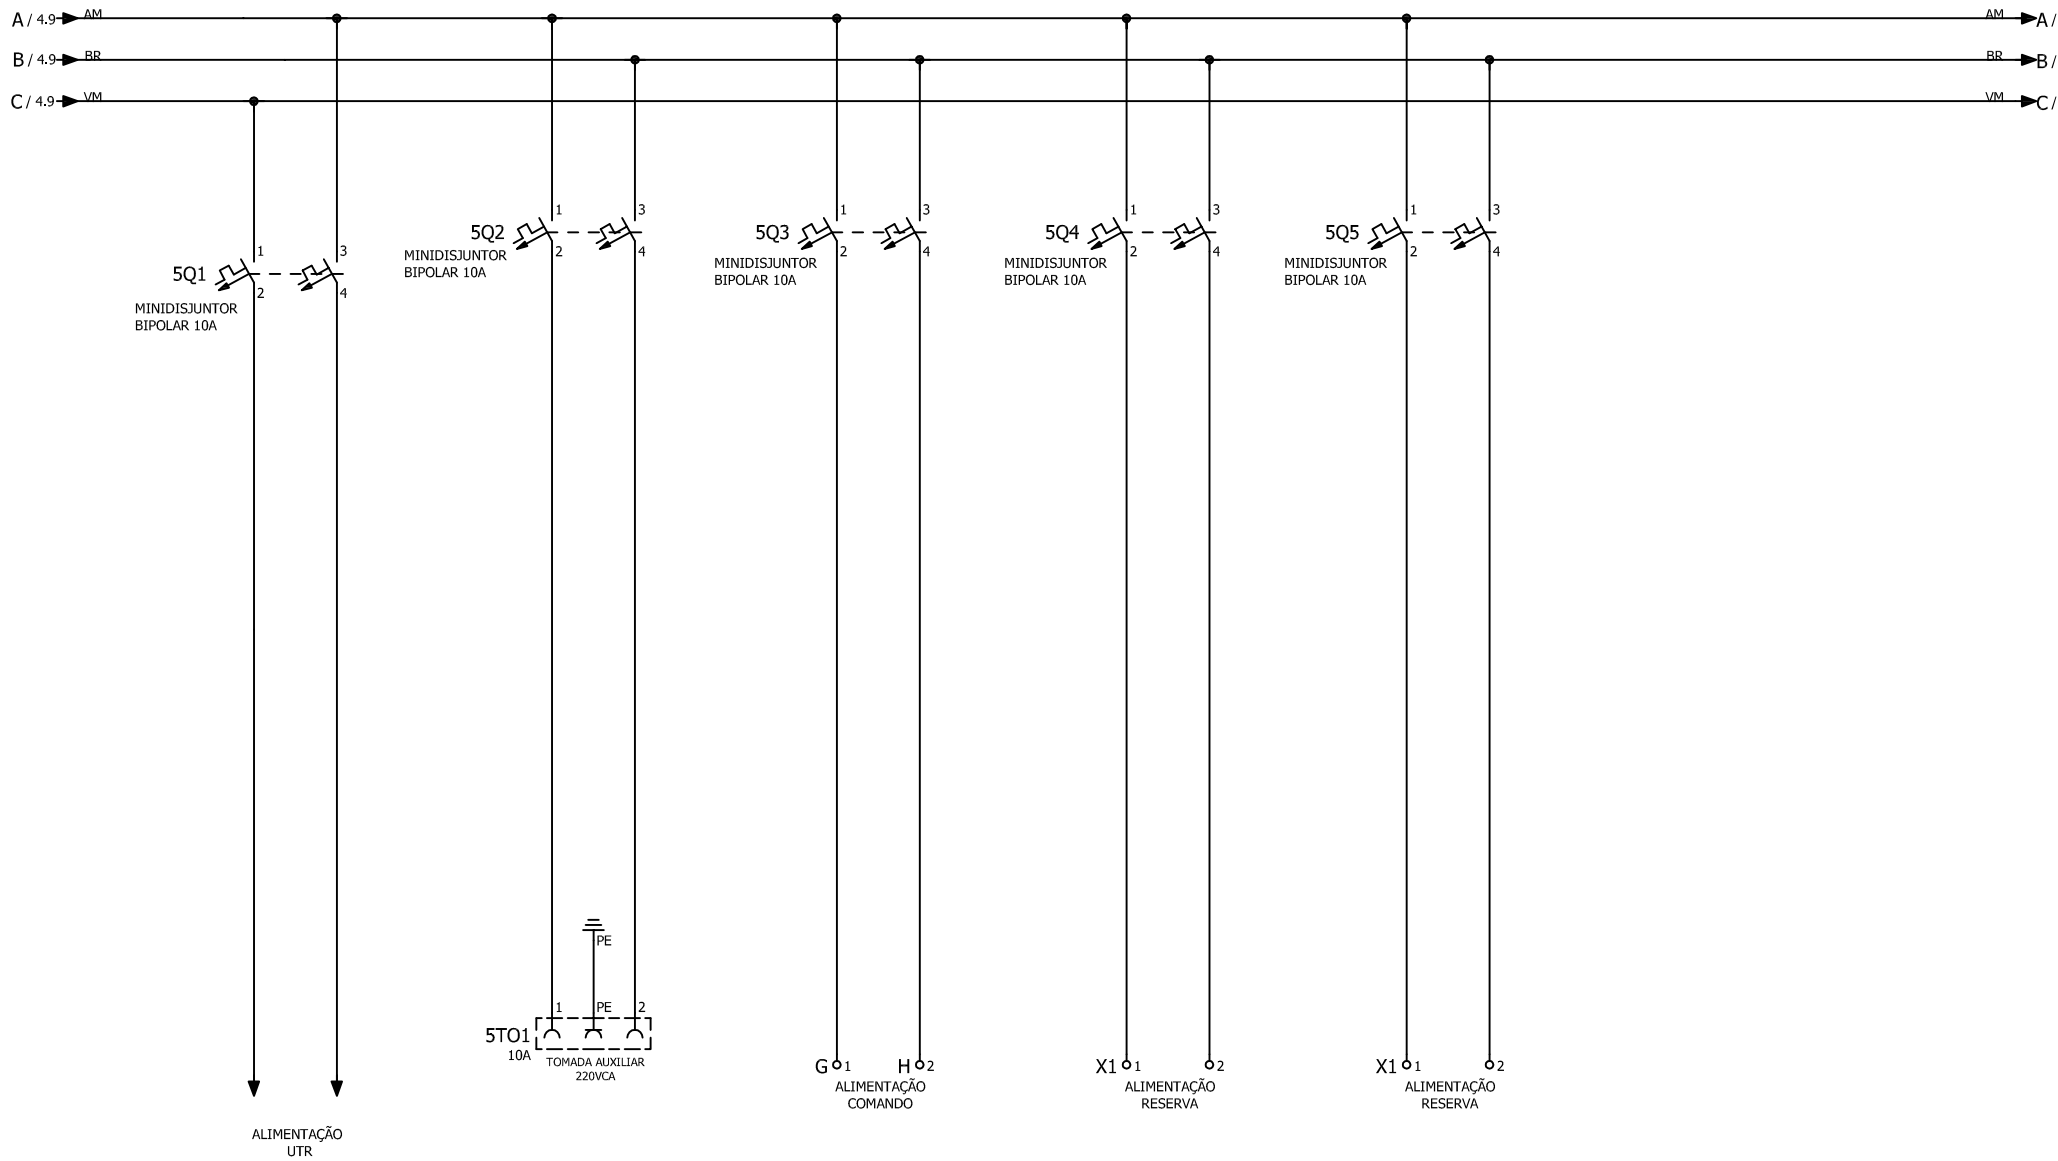 A / 4.9 AM AM A /
B / 4.9 BR BR B /
C / 4.9 VM VM C /
1 3 1 3 1 3 1 3
5Q2 5Q3 5Q4 5Q5
2 4 2 4 2 4 2 4
MINIDISJUNTOR MINIDISJUNTOR MINIDISJUNTOR MINIDISJUNTOR
BIPOLAR 10A BIPOLAR 10A BIPOLAR 10A BIPOLAR 10A
1 3
5Q1
2 4
MINIDISJUNTOR
BIPOLAR 10A
PE
1 PE 2
5TO1
10A
TOMADA AUXILIAR
220VCA
G 1 H 2 X1 1 2 X1 1 2
ALIMENTAÇÃO ALIMENTAÇÃO ALIMENTAÇÃO
COMANDO RESERVA RESERVA
ALIMENTAÇÃO
UTR